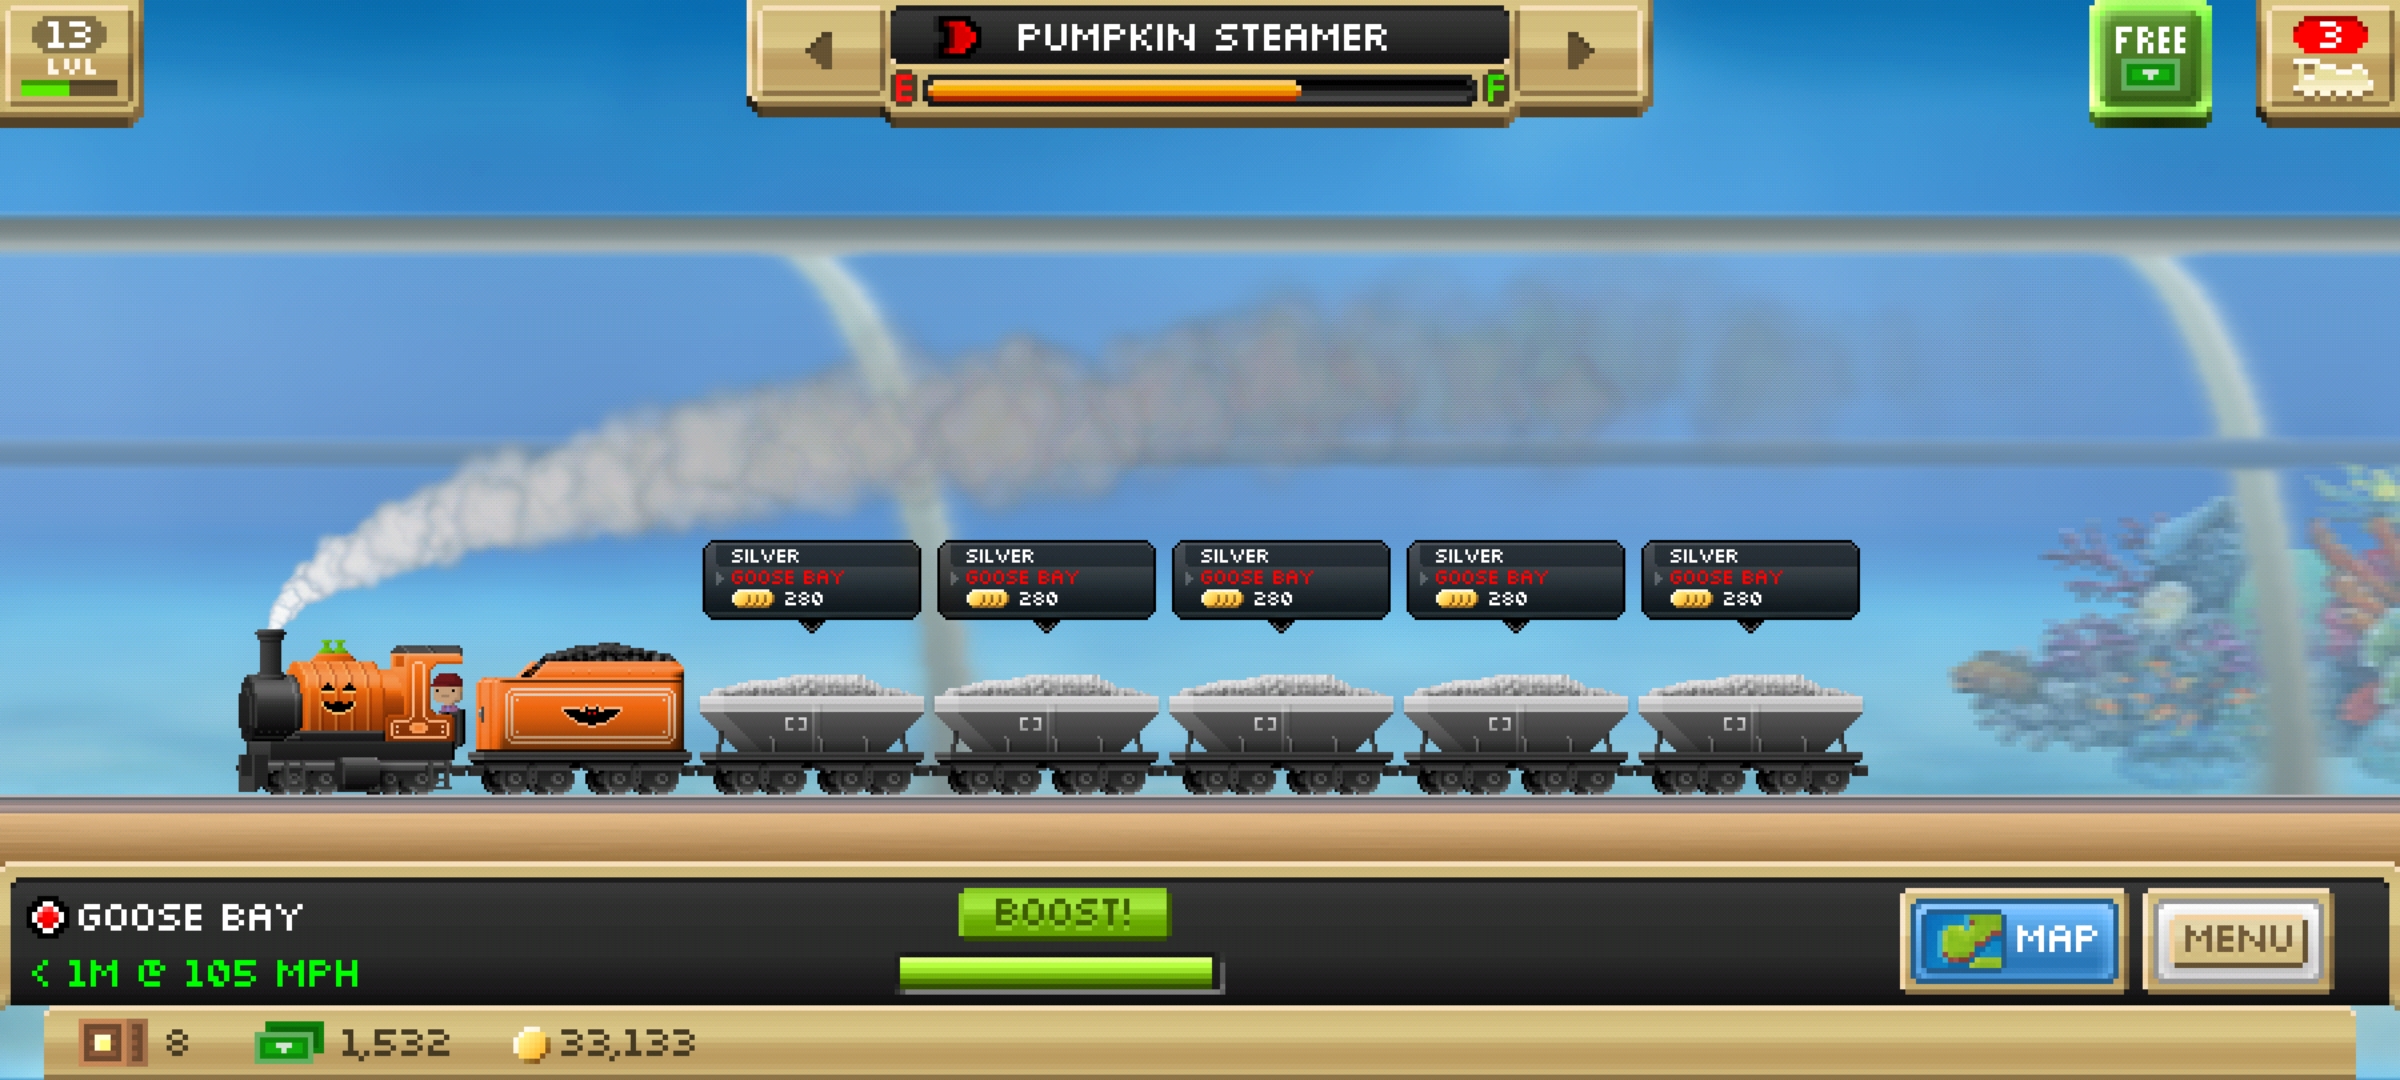 13
LVL
PUMPKIN STEAMER
E F
FREE
3
SILVER
GOOSE BAY
280
SILVER
GOOSE BAY
280
SILVER
GOOSE BAY
280
SILVER
GOOSE BAY
280
SILVER
GOOSE BAY
280
GOOSE BAY
< 1M @ 105 MPH
BOOST!
MAP
MENU
8 1,532 33,133